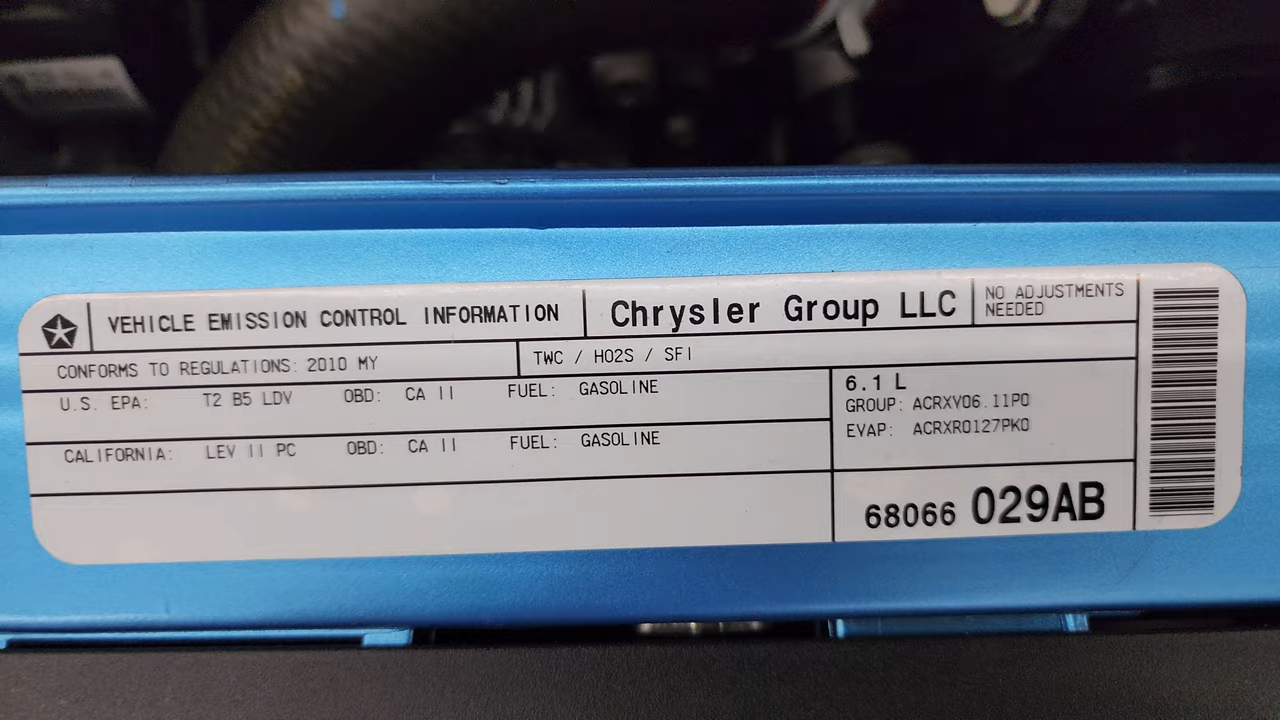 VEHICLE EMISSION CONTROL INFORMATION
Chrysler Group LLC
NO ADJUSTMENTS
NEEDED
CONFORMS TO REGULATIONS: 2010 MY
TWC / HO2S / SFI
U.S. EPA: T2 B5 LDV OBD: CA II FUEL: GASOLINE
CALIFORNIA: LEV II PC OBD: CA II FUEL: GASOLINE
6.1 L
GROUP: ACRXV06.11P0
EVAP: ACRXR0127PK0
68066 029AB